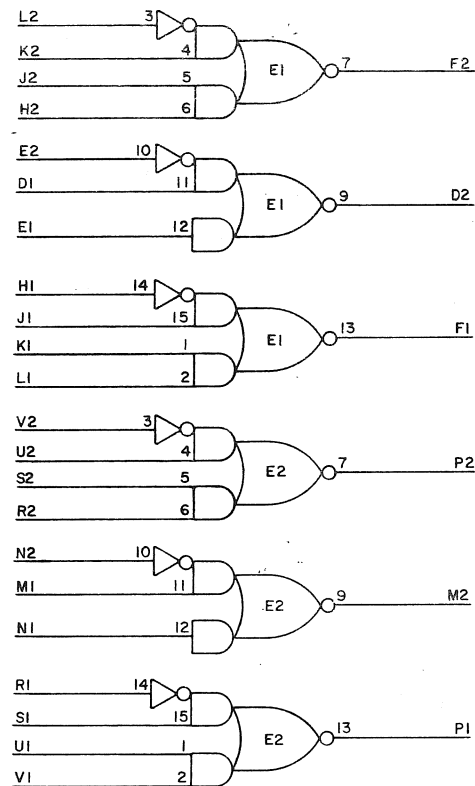 L2 3
K2 4
E1 7 F2
J2 5
H2 6
E2 10
D1 11
E1 9 D2
E1 12
H1 14
J1 15
E1 13 F1
K1 1
L1 2
V2 3
U2 4
E2 7 P2
S2 5
R2 6
N2 10
M1 11
E2 9 M2
N1 12
R1 14
S1 15
E2 13 P1
U1 1
V1 2